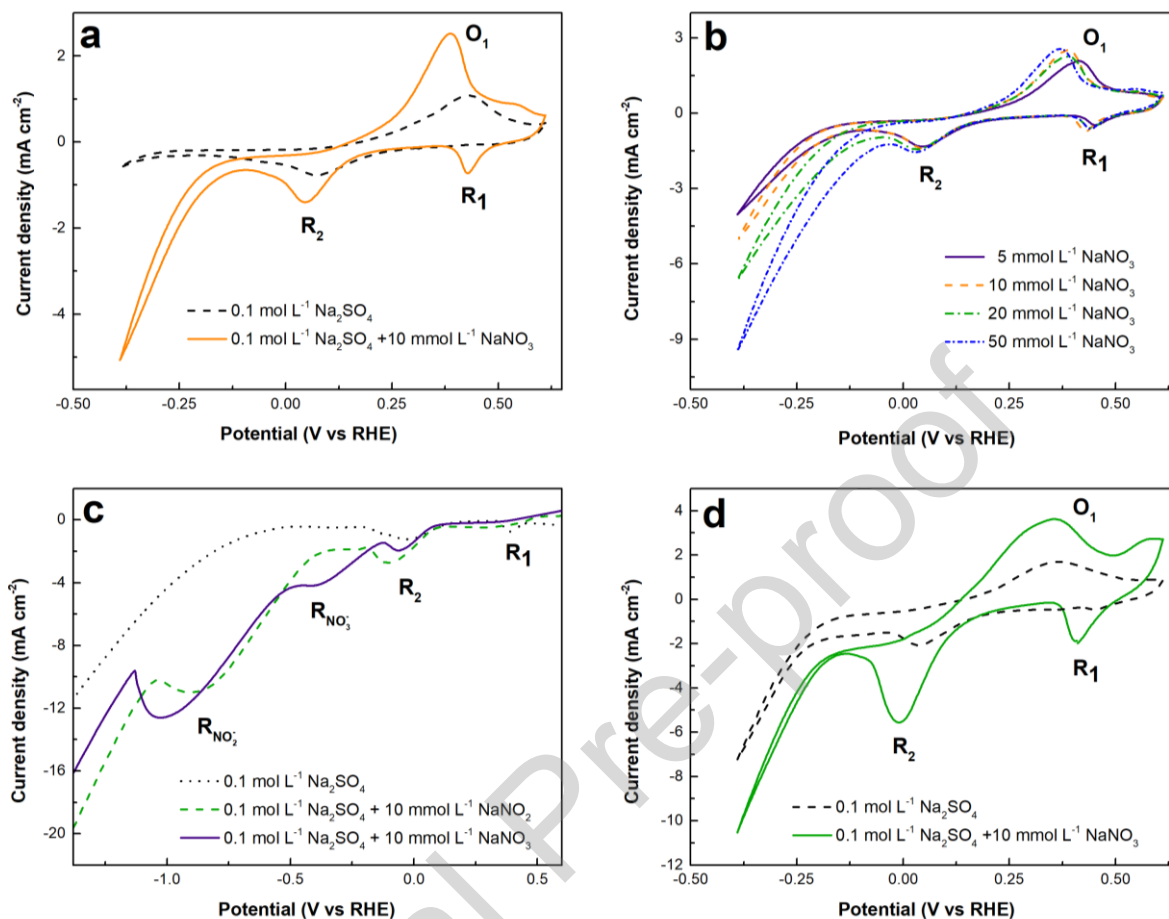 a
O₁
R₂
R₁
2
0
-2
-4
-0.50 -0.25 0.00 0.25 0.50
Current density (mA cm⁻²)
Potential (V vs RHE)
0.1 mol L⁻¹ Na₂SO₄
0.1 mol L⁻¹ Na₂SO₄ +10 mmol L⁻¹ NaNO₃
b
O₁
R₂
R₁
3
0
-3
-6
-9
-0.50 -0.25 0.00 0.25 0.50
Current density (mA cm⁻²)
Potential (V vs RHE)
5 mmol L⁻¹ NaNO₃
10 mmol L⁻¹ NaNO₃
20 mmol L⁻¹ NaNO₃
50 mmol L⁻¹ NaNO₃
c
R₁
R₂
R NO₃⁻
R NO₂⁻
0
-4
-8
-12
-16
-20
-1.0 -0.5 0.0 0.5
Current density (mA cm⁻²)
Potential (V vs RHE)
0.1 mol L⁻¹ Na₂SO₄
0.1 mol L⁻¹ Na₂SO₄ + 10 mmol L⁻¹ NaNO₂
0.1 mol L⁻¹ Na₂SO₄ + 10 mmol L⁻¹ NaNO₃
d
O₁
R₁
R₂
4
2
0
-2
-4
-6
-8
-10
-12
-0.50 -0.25 0.00 0.25 0.50
Current density (mA cm⁻²)
Potential (V vs RHE)
0.1 mol L⁻¹ Na₂SO₄
0.1 mol L⁻¹ Na₂SO₄ +10 mmol L⁻¹ NaNO₃
al Pre-proof